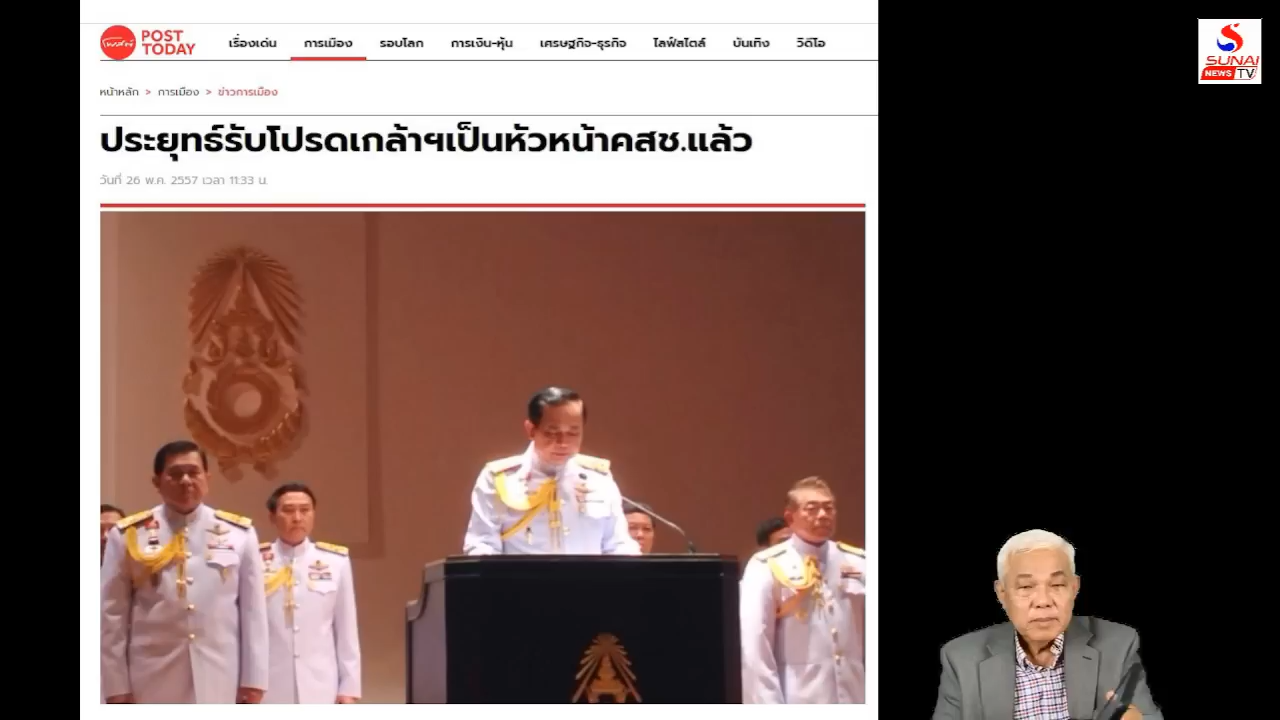 โพสต์ POST
TODAY
เรื่องเด่น การเมือง รอบโลก การเงิน-หุ้น เศรษฐกิจ-ธุรกิจ ไลฟ์สไตล์ บันเทิง วิดีโอ
หน้าหลัก > การเมือง > ข่าวการเมือง
ประยุทธ์รับโปรดเกล้าฯเป็นหัวหน้าคสช.แล้ว
วันที่ 26 พ.ค. 2557 เวลา 11:33 น.
SUNAI
NEWS TV